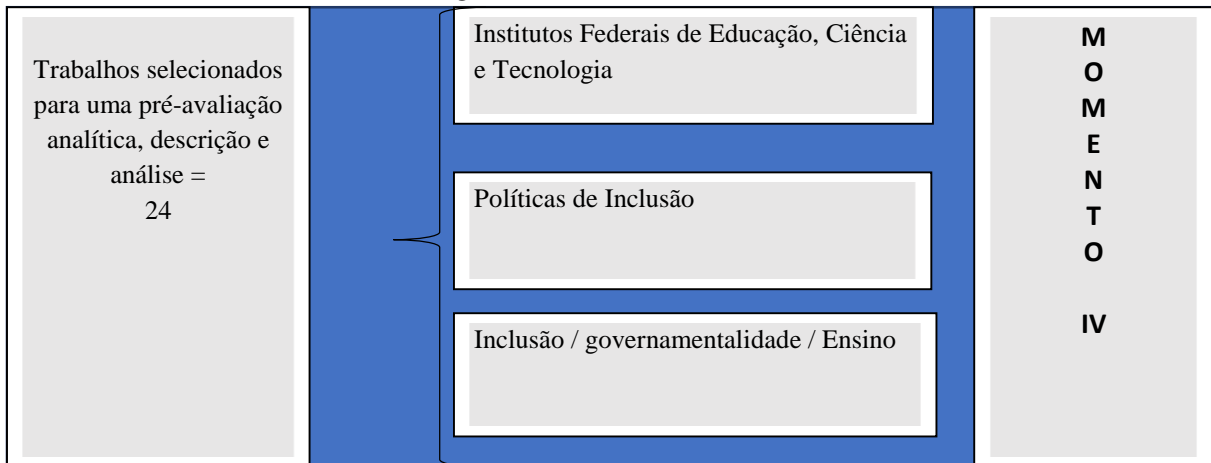 Trabalhos selecionados
para uma pré-avaliação
analítica, descrição e
análise =
24
Institutos Federais de Educação, Ciência
e Tecnologia
Políticas de Inclusão
Inclusão / governamentalidade / Ensino
M
O
M
E
N
T
O
IV